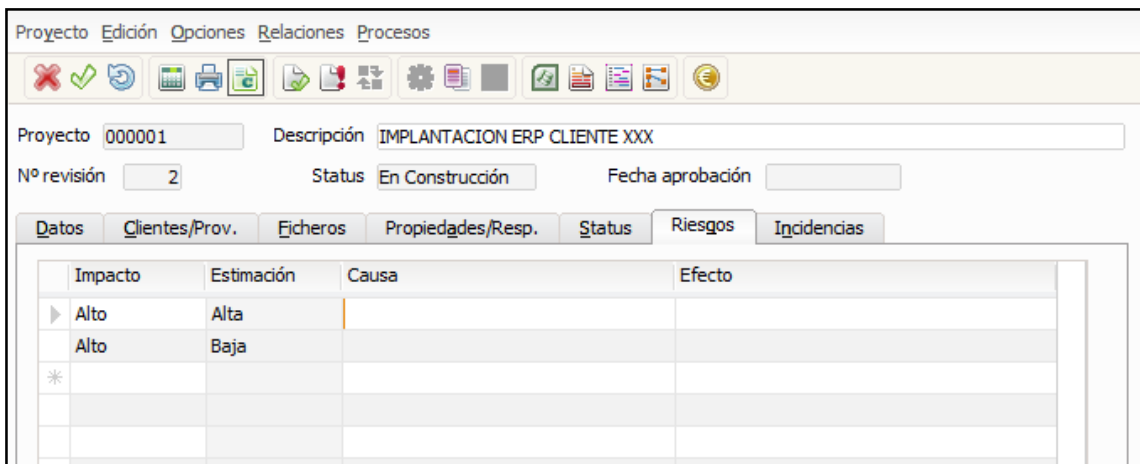 Proyecto Edición Opciones Relaciones Procesos
Proyecto 000001 Descripción IMPLANTACION ERP CLIENTE XXX
Nº revisión 2 Status En Construcción Fecha aprobación
Datos Clientes/Prov. Ficheros Propiedades/Resp. Status Riesgos Incidencias
Impacto Estimación Causa Efecto
Alto Alta
Alto Baja